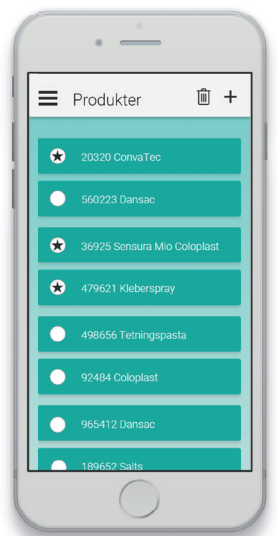 Produkter
20320 ConvaTec
560223 Dansac
36925 Sensura Mio Coloplast
479621 Kleberspray
498656 Tetningspasta
92484 Coloplast
965412 Dansac
189652 Salts